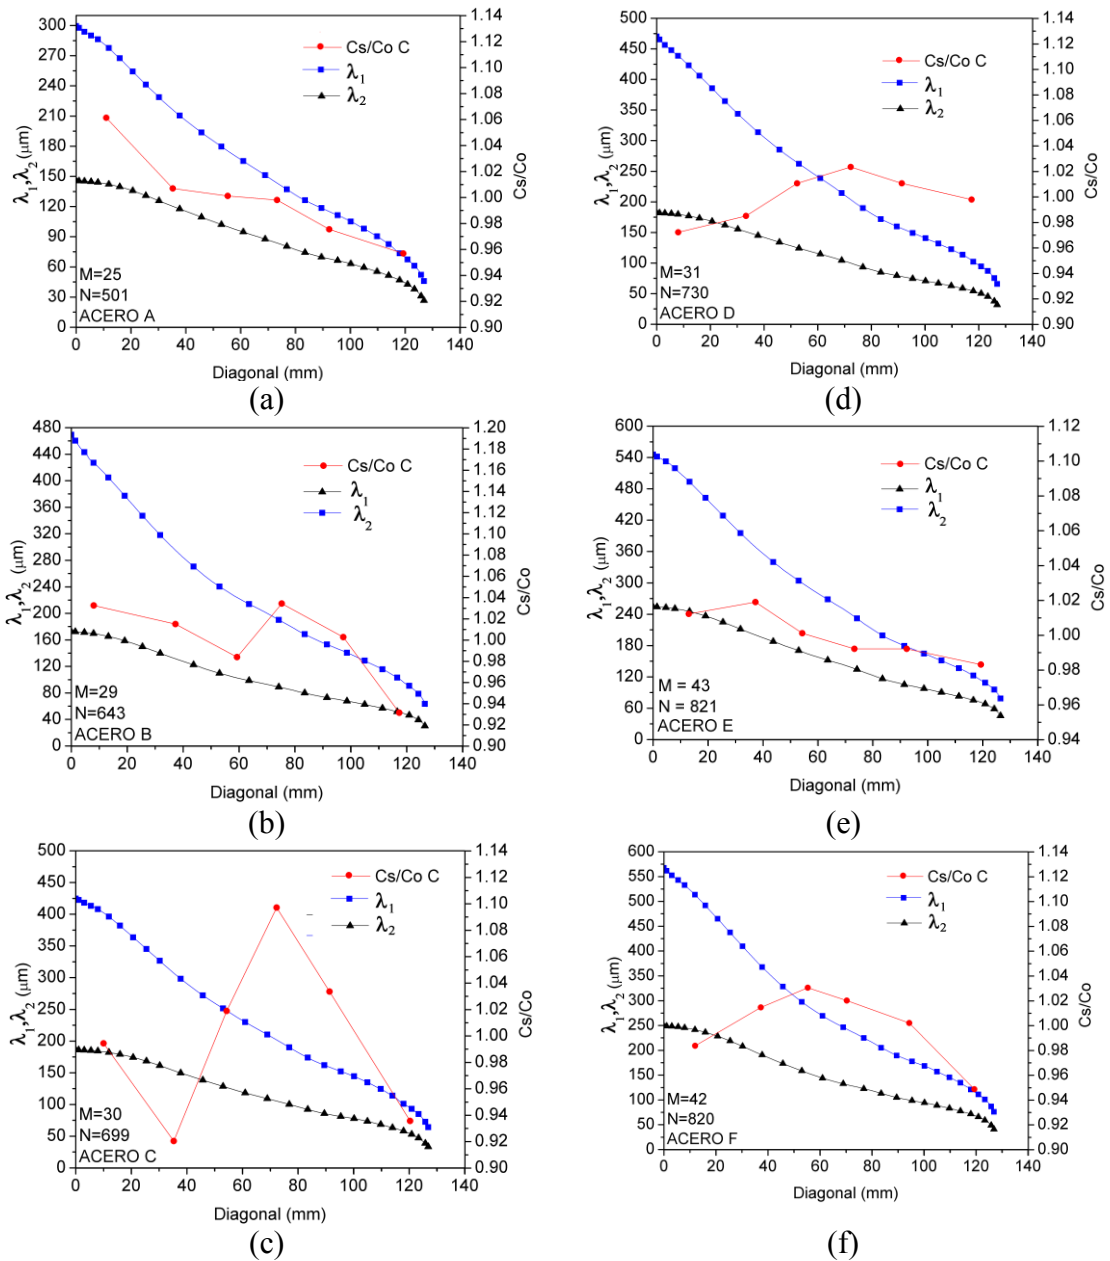 300
270
240
210
180
150
120
90
60
30
0
λ₁,λ₂ (μm)
Cs/Co C
λ₁
λ₂
M=25
N=501
ACERO A
1.14
1.12
1.10
1.08
1.06
1.04
1.02
1.00
0.98
0.96
0.94
0.92
0.90
Cs/Co
0 20 40 60 80 100 120 140
Diagonal (mm)
(a)
500
450
400
350
300
250
200
150
100
50
0
λ₁,λ₂ (μm)
Cs/Co C
λ₁
λ₂
M=31
N=730
ACERO D
1.14
1.12
1.10
1.08
1.06
1.04
1.02
1.00
0.98
0.96
0.94
0.92
0.90
Cs/Co
0 20 40 60 80 100 120 140
Diagonal (mm)
(d)
480
440
400
360
320
280
240
200
160
120
80
40
0
λ₁,λ₂ (μm)
Cs/Co C
λ₁
λ₂
M=29
N=643
ACERO B
1.20
1.18
1.16
1.14
1.12
1.10
1.08
1.06
1.04
1.02
1.00
0.98
0.96
0.94
0.92
0.90
Cs/Co
0 20 40 60 80 100 120 140
Diagonal (mm)
(b)
600
540
480
420
360
300
240
180
120
60
0
λ₁,λ₂ (μm)
Cs/Co C
λ₁
λ₂
M = 43
N = 821
ACERO E
1.12
1.10
1.08
1.06
1.04
1.02
1.00
0.98
0.96
0.94
Cs/Co
0 20 40 60 80 100 120 140
Diagonal (mm)
(e)
500
450
400
350
300
250
200
150
100
50
0
λ₁,λ₂ (μm)
Cs/Co C
λ₁
λ₂
M=30
N=699
ACERO C
1.14
1.12
1.10
1.08
1.06
1.04
1.02
1.00
0.98
0.96
0.94
0.92
0.90
Cs/Co
0 20 40 60 80 100 120 140
Diagonal (mm)
(c)
600
550
500
450
400
350
300
250
200
150
100
50
0
λ₁,λ₂ (μm)
Cs/Co C
λ₁
λ₂
M=42
N=820
ACERO F
1.14
1.12
1.10
1.08
1.06
1.04
1.02
1.00
0.98
0.96
0.94
0.92
0.90
Cs/Co
0 20 40 60 80 100 120 140
Diagonal (mm)
(f)